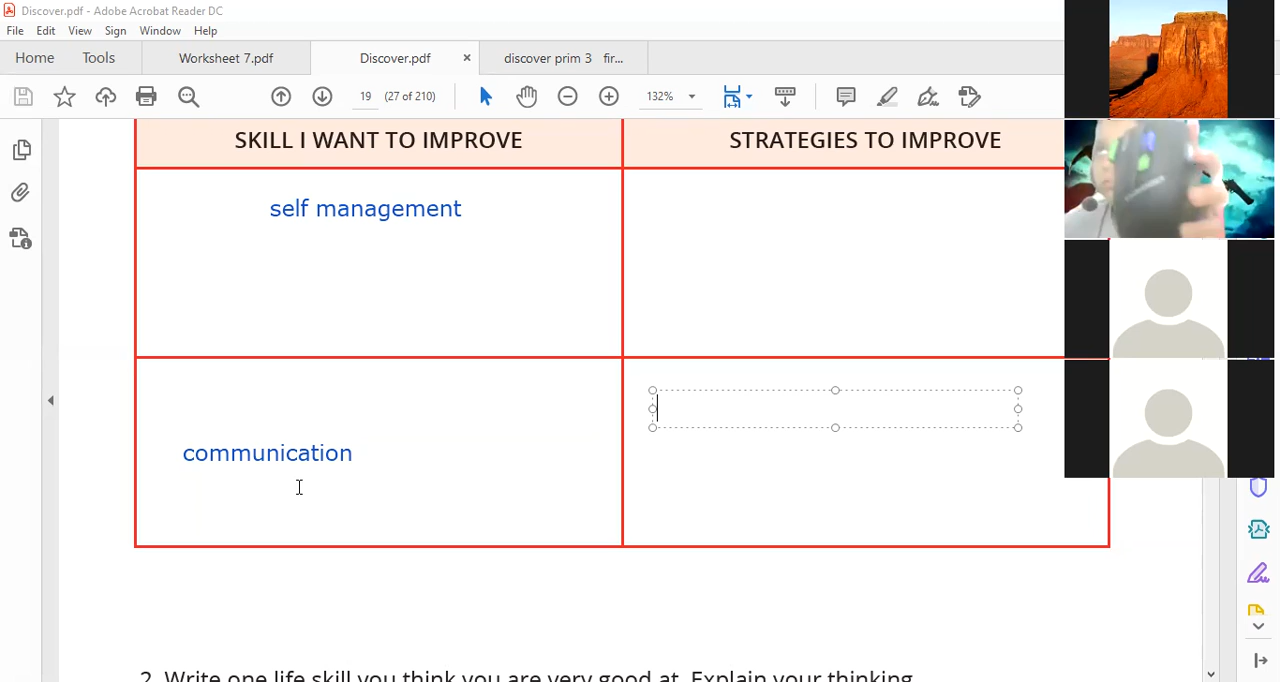 Discover.pdf - Adobe Acrobat Reader DC
File Edit View Sign Window Help
Home Tools Worksheet 7.pdf Discover.pdf × discover prim 3 fir...
19 (27 of 210) 132%
SKILL I WANT TO IMPROVE STRATEGIES TO IMPROVE
self management
communication
2. Write one life skill you think you are very good at. Explain your thinking.